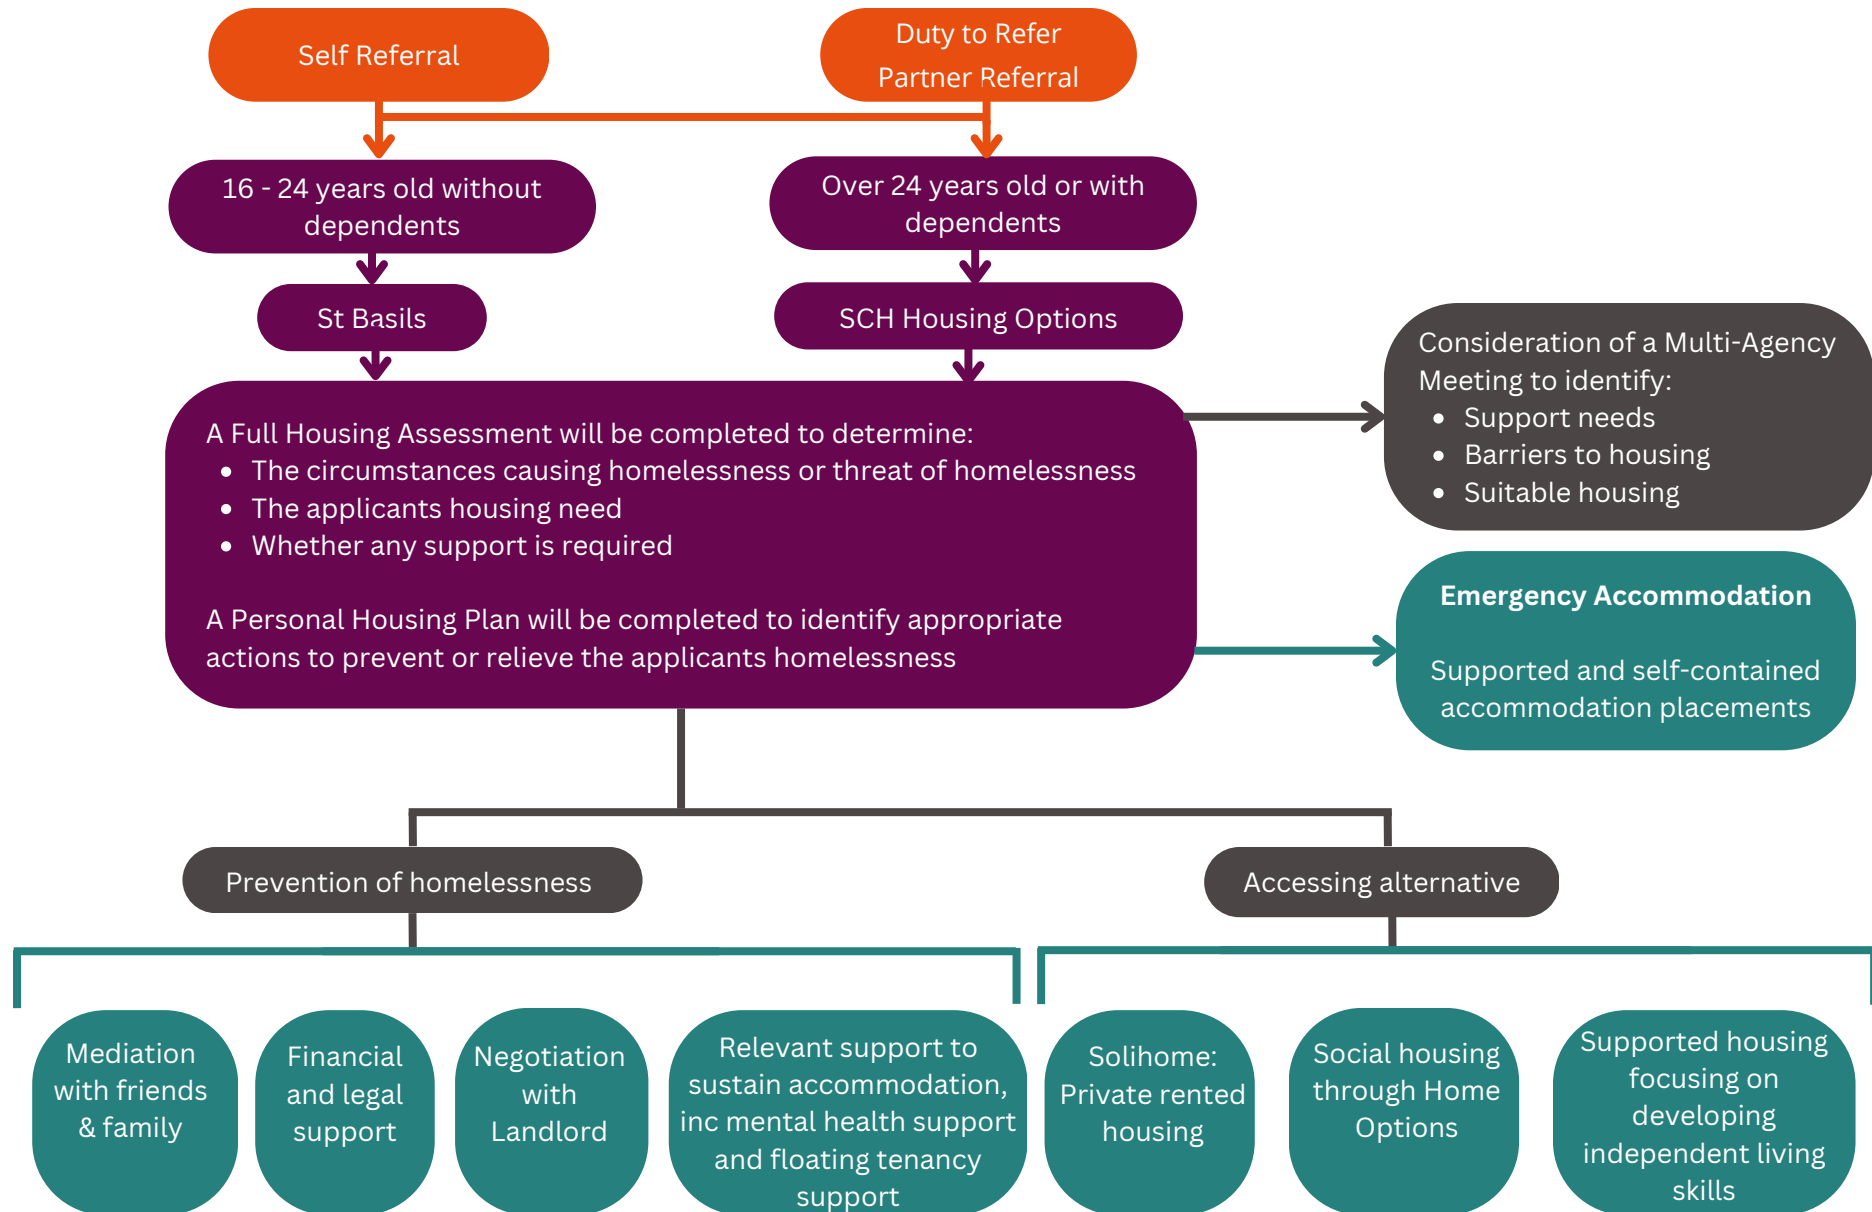 Self Referral
Duty to Refer
Partner Referral
16 - 24 years old without
dependents
Over 24 years old or with
dependents
St Basils
SCH Housing Options
A Full Housing Assessment will be completed to determine:
• The circumstances causing homelessness or threat of homelessness
• The applicants housing need
• Whether any support is required
A Personal Housing Plan will be completed to identify appropriate
actions to prevent or relieve the applicants homelessness
Consideration of a Multi-Agency
Meeting to identify:
• Support needs
• Barriers to housing
• Suitable housing
Emergency Accommodation
Supported and self-contained
accommodation placements
Prevention of homelessness
Accessing alternative
Mediation
with friends
& family
Financial
and legal
support
Negotiation
with
Landlord
Relevant support to
sustain accommodation,
inc mental health support
and floating tenancy
support
Solihome:
Private rented
housing
Social housing
through Home
Options
Supported housing
focusing on
developing
independent living
skills